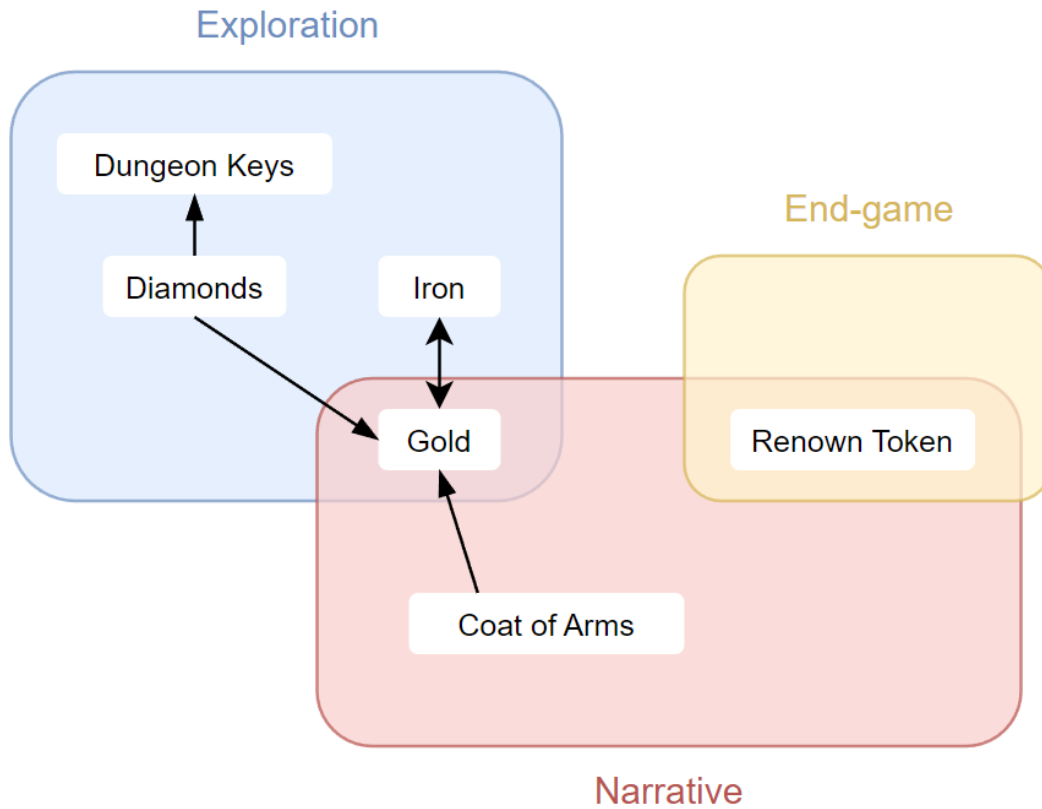 Exploration
Dungeon Keys
End-game
Diamonds
Iron
Gold
Renown Token
Coat of Arms
Narrative